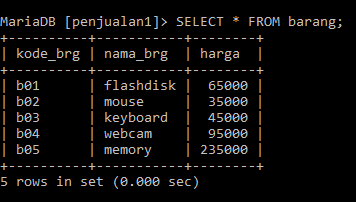 MariaDB [penjualan1]> SELECT * FROM barang;
+----------+-----------+--------+
| kode_brg | nama_brg  | harga  |
+----------+-----------+--------+
| b01      | flashdisk |  65000 |
| b02      | mouse     |  35000 |
| b03      | keyboard  |  45000 |
| b04      | webcam    |  95000 |
| b05      | memory    | 235000 |
+----------+-----------+--------+
5 rows in set (0.000 sec)